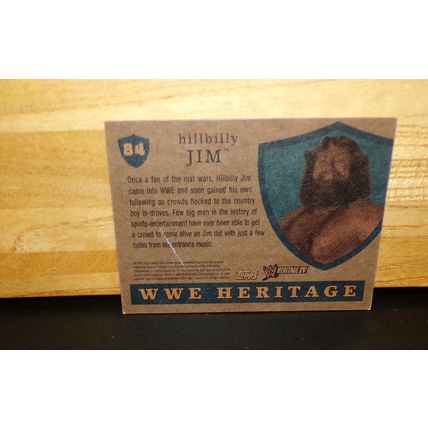 84
hillbilly
JIM™
Once a fan of the mat wars, Hillbilly Jim
came into WWE and soon gained his own
following as crowds flocked to the country
boy in droves. Few big men in the history of
sports-entertainment have ever been able to get
a crowd to come alive as Jim did with just a few
notes from his entrance music.
Topps
HERITAGE IV
WWE HERITAGE